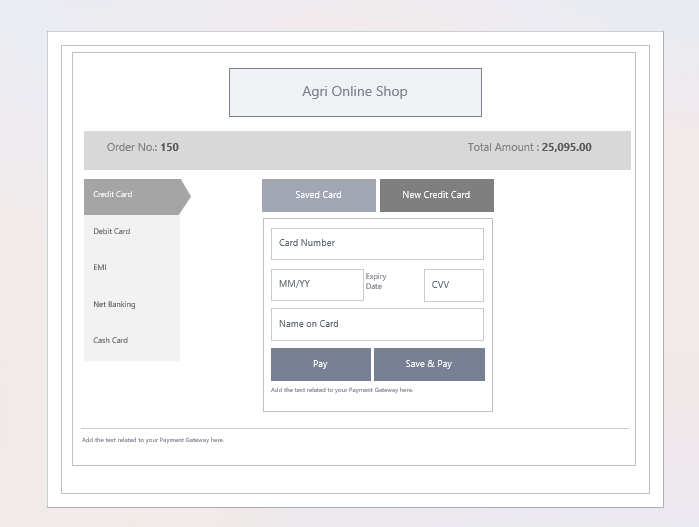 Agri Online Shop
Order No.: 150
Total Amount : 25,095.00
Credit Card
Debit Card
EMI
Net Banking
Cash Card
Saved Card
New Credit Card
Card Number
MM/YY
Expiry
Date
CVV
Name on Card
Pay
Save & Pay
Add the text related to your Payment Gateway here.
Add the text related to your Payment Gateway here.